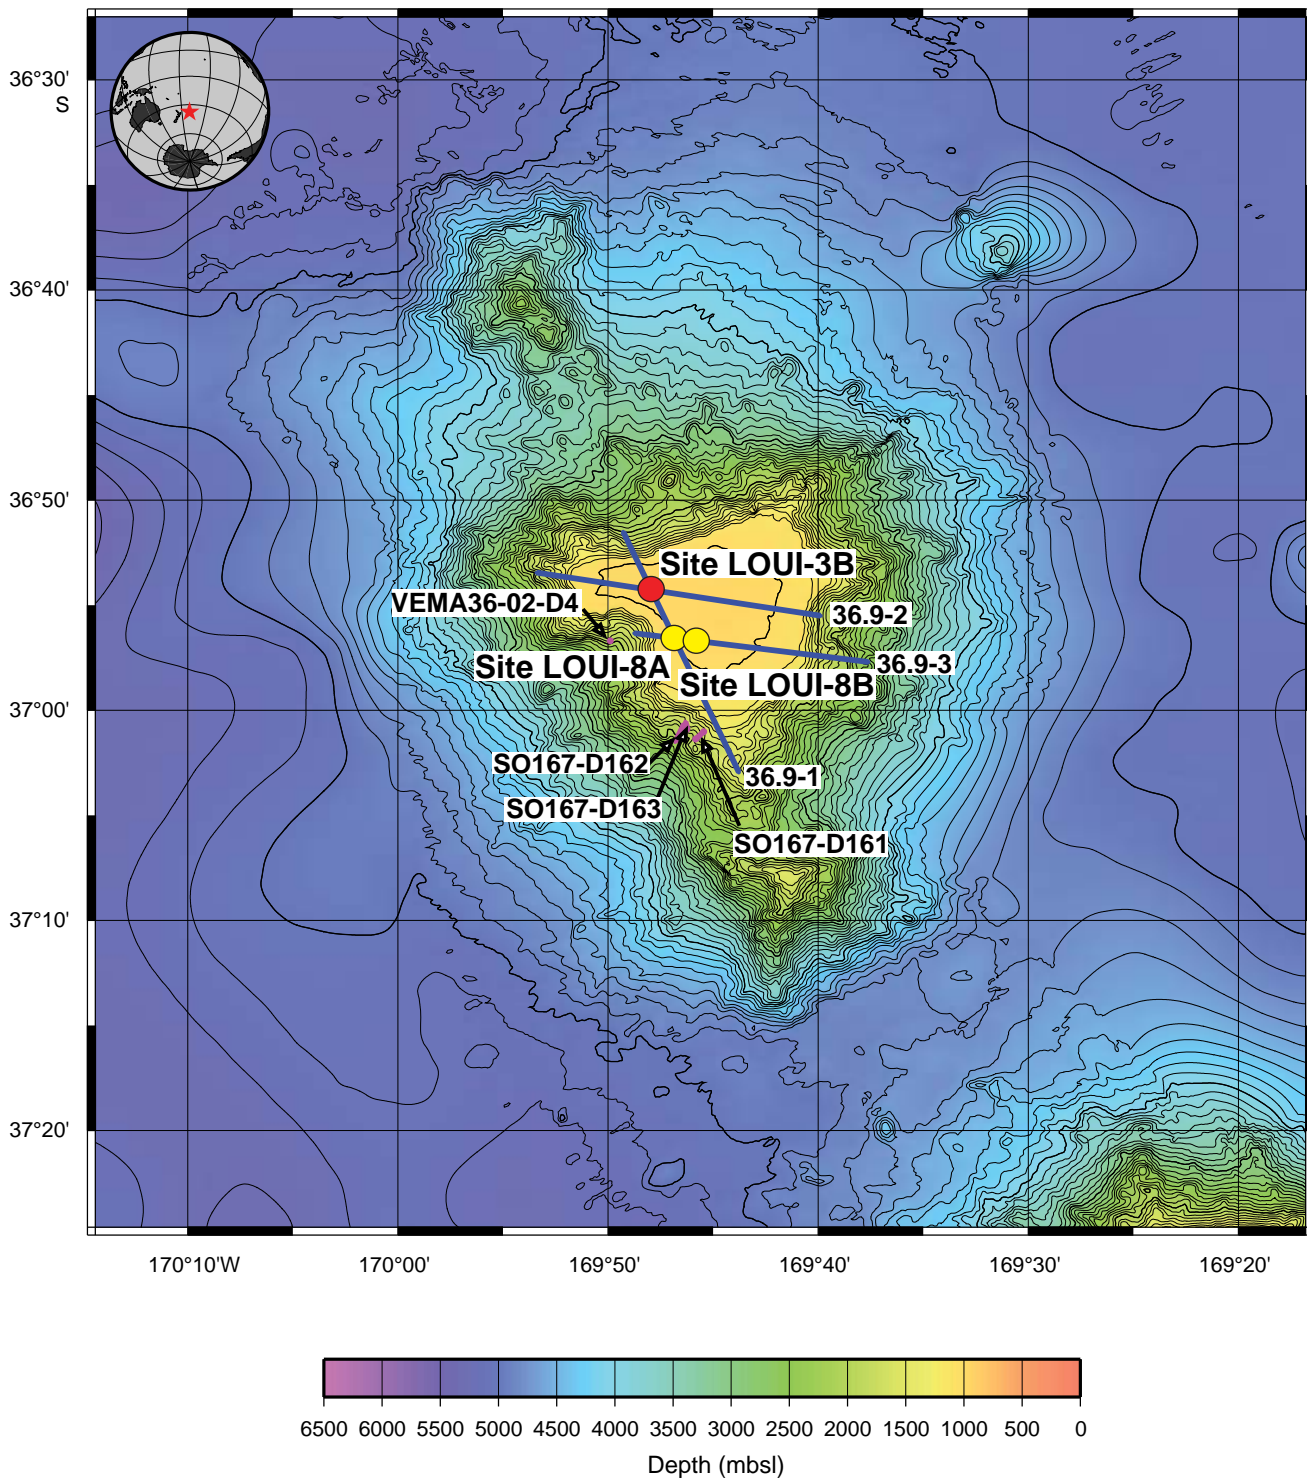 36°30'
S
36°40'
36°50'
Site LOUI-3B
VEMA36-02-D4
36.9-2
Site LOUI-8A
36.9-3
Site LOUI-8B
37°00'
SO167-D162
36.9-1
SO167-D163
SO167-D161
37°10'
37°20'
170°10'W 170°00' 169°50' 169°40' 169°30' 169°20'
6500 6000 5500 5000 4500 4000 3500 3000 2500 2000 1500 1000 500 0
Depth (mbsl)